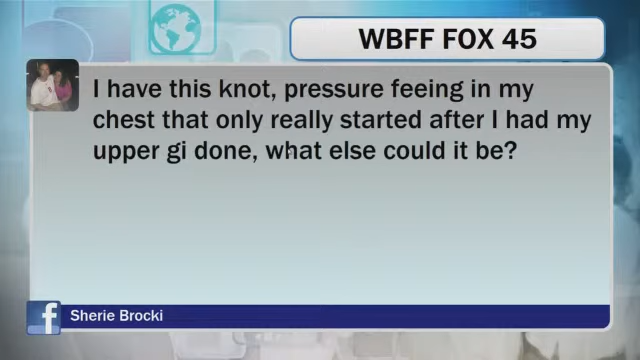 WBFF FOX 45
I have this knot, pressure feeing in my
chest that only really started after I had my
upper gi done, what else could it be?
f Sherie Brocki